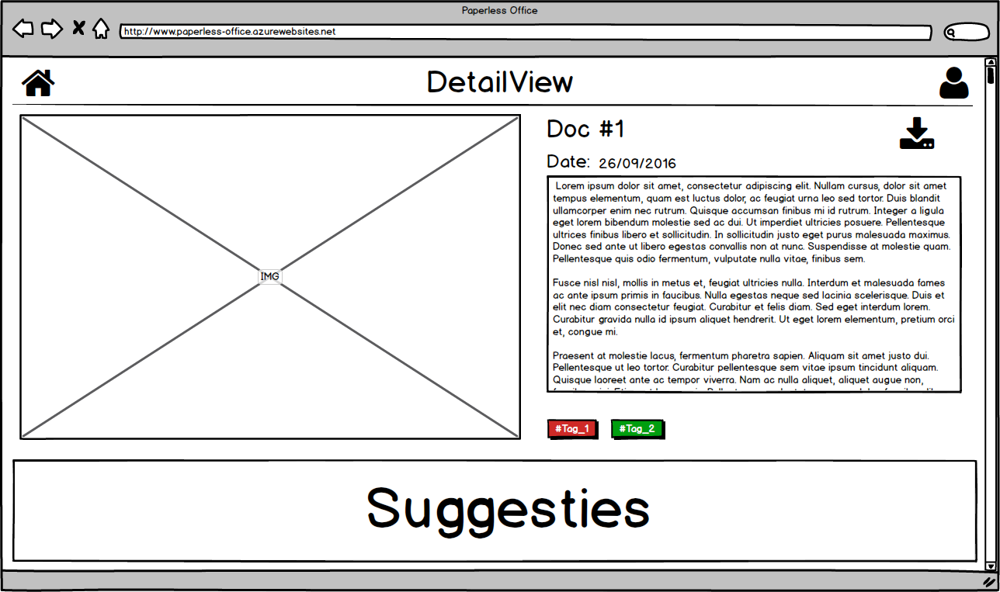 Paperless Office
http://www.paperless-office.azurewebsites.net
DetailView
IMG
Doc #1
Date: 26/09/2016
Lorem ipsum dolor sit amet, consectetur adipiscing elit. Nullam cursus, dolor sit amet
tempus elementum, quam est luctus dolor, ac feugiat urna leo sed tortor. Duis blandit
ullamcorper enim nec rutrum. Quisque accumsan finibus mi id rutrum. Integer a ligula
eget lorem bibendum molestie sed ac dui. Ut imperdiet ultricies posuere. Pellentesque
ultrices finibus libero et sollicitudin. In sollicitudin justo eget purus malesuada maximus.
Donec sed ante ut libero egestas convallis non at nunc. Suspendisse at molestie quam.
Pellentesque quis odio fermentum, vulputate nulla vitae, finibus sem.
Fusce nisl nisl, mollis in metus et, feugiat ultricies nulla. Interdum et malesuada fames
ac ante ipsum primis in faucibus. Nulla egestas neque sed lacinia scelerisque. Duis et
elit nec diam consectetur feugiat. Curabitur et felis diam. Sed eget interdum lorem.
Curabitur gravida nulla id ipsum aliquet hendrerit. Ut eget lorem elementum, pretium orci
et, congue mi.
Praesent at molestie lacus, fermentum pharetra sapien. Aliquam sit amet justo dui.
Pellentesque ut leo tortor. Curabitur pellentesque sem vitae ipsum tincidunt aliquam.
Quisque laoreet ante ac tempor viverra. Nam ac nulla aliquet, aliquet augue non,
#Tag_1
#Tag_2
Suggesties